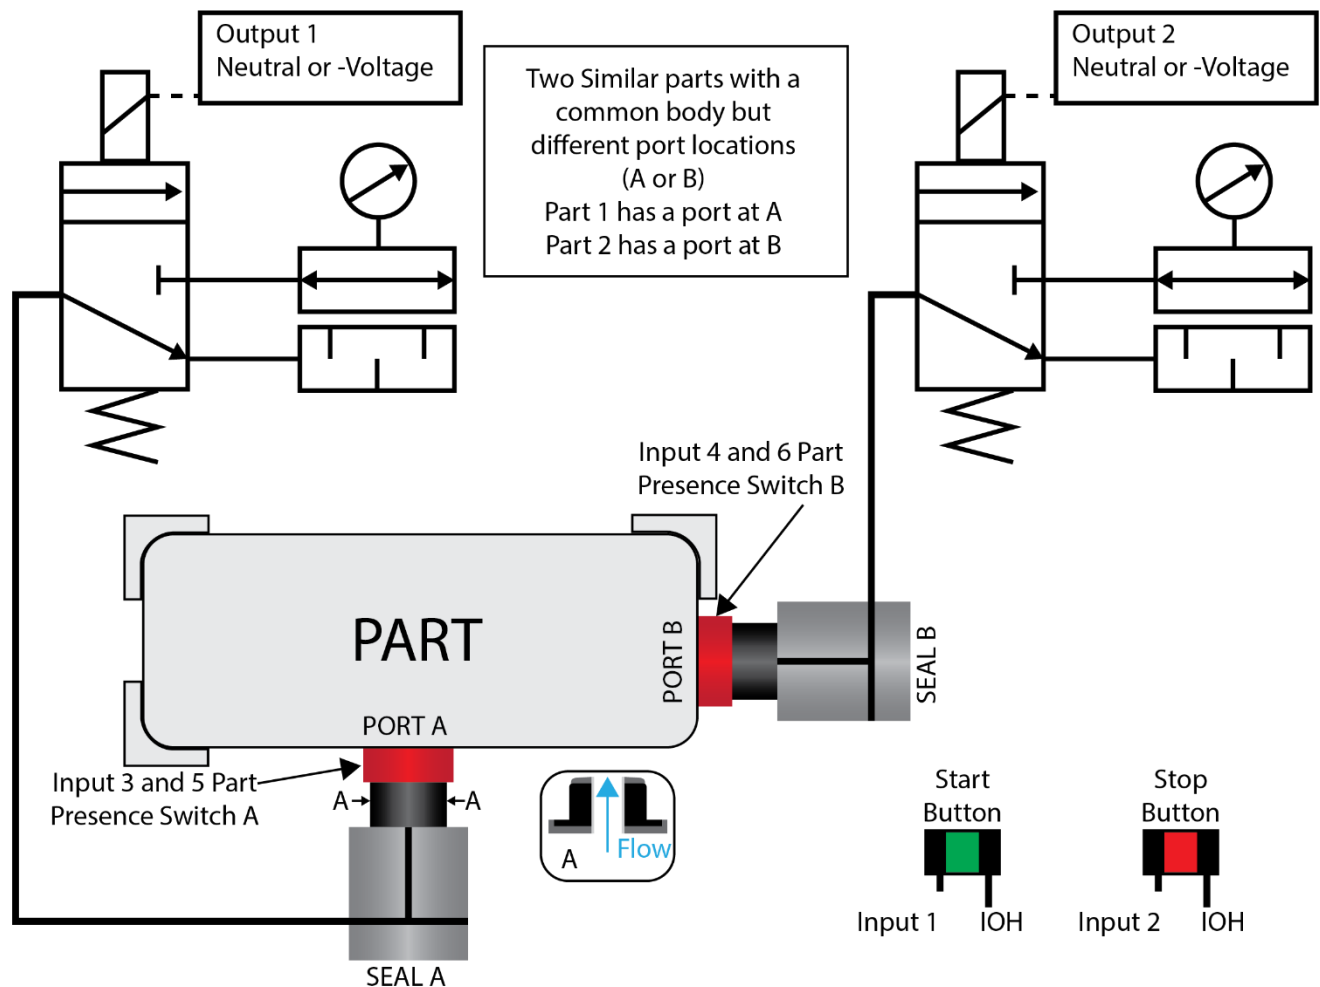 Output 1
Neutral or -Voltage
Two Similar parts with a
common body but
different port locations
(A or B)
Part 1 has a port at A
Part 2 has a port at B
Output 2
Neutral or -Voltage
Input 4 and 6 Part
Presence Switch B
PART
PORT B
SEAL B
PORT A
Input 3 and 5 Part
Presence Switch A
A
A
SEAL A
A
Flow
Start
Button
Input 1
IOH
Stop
Button
Input 2
IOH